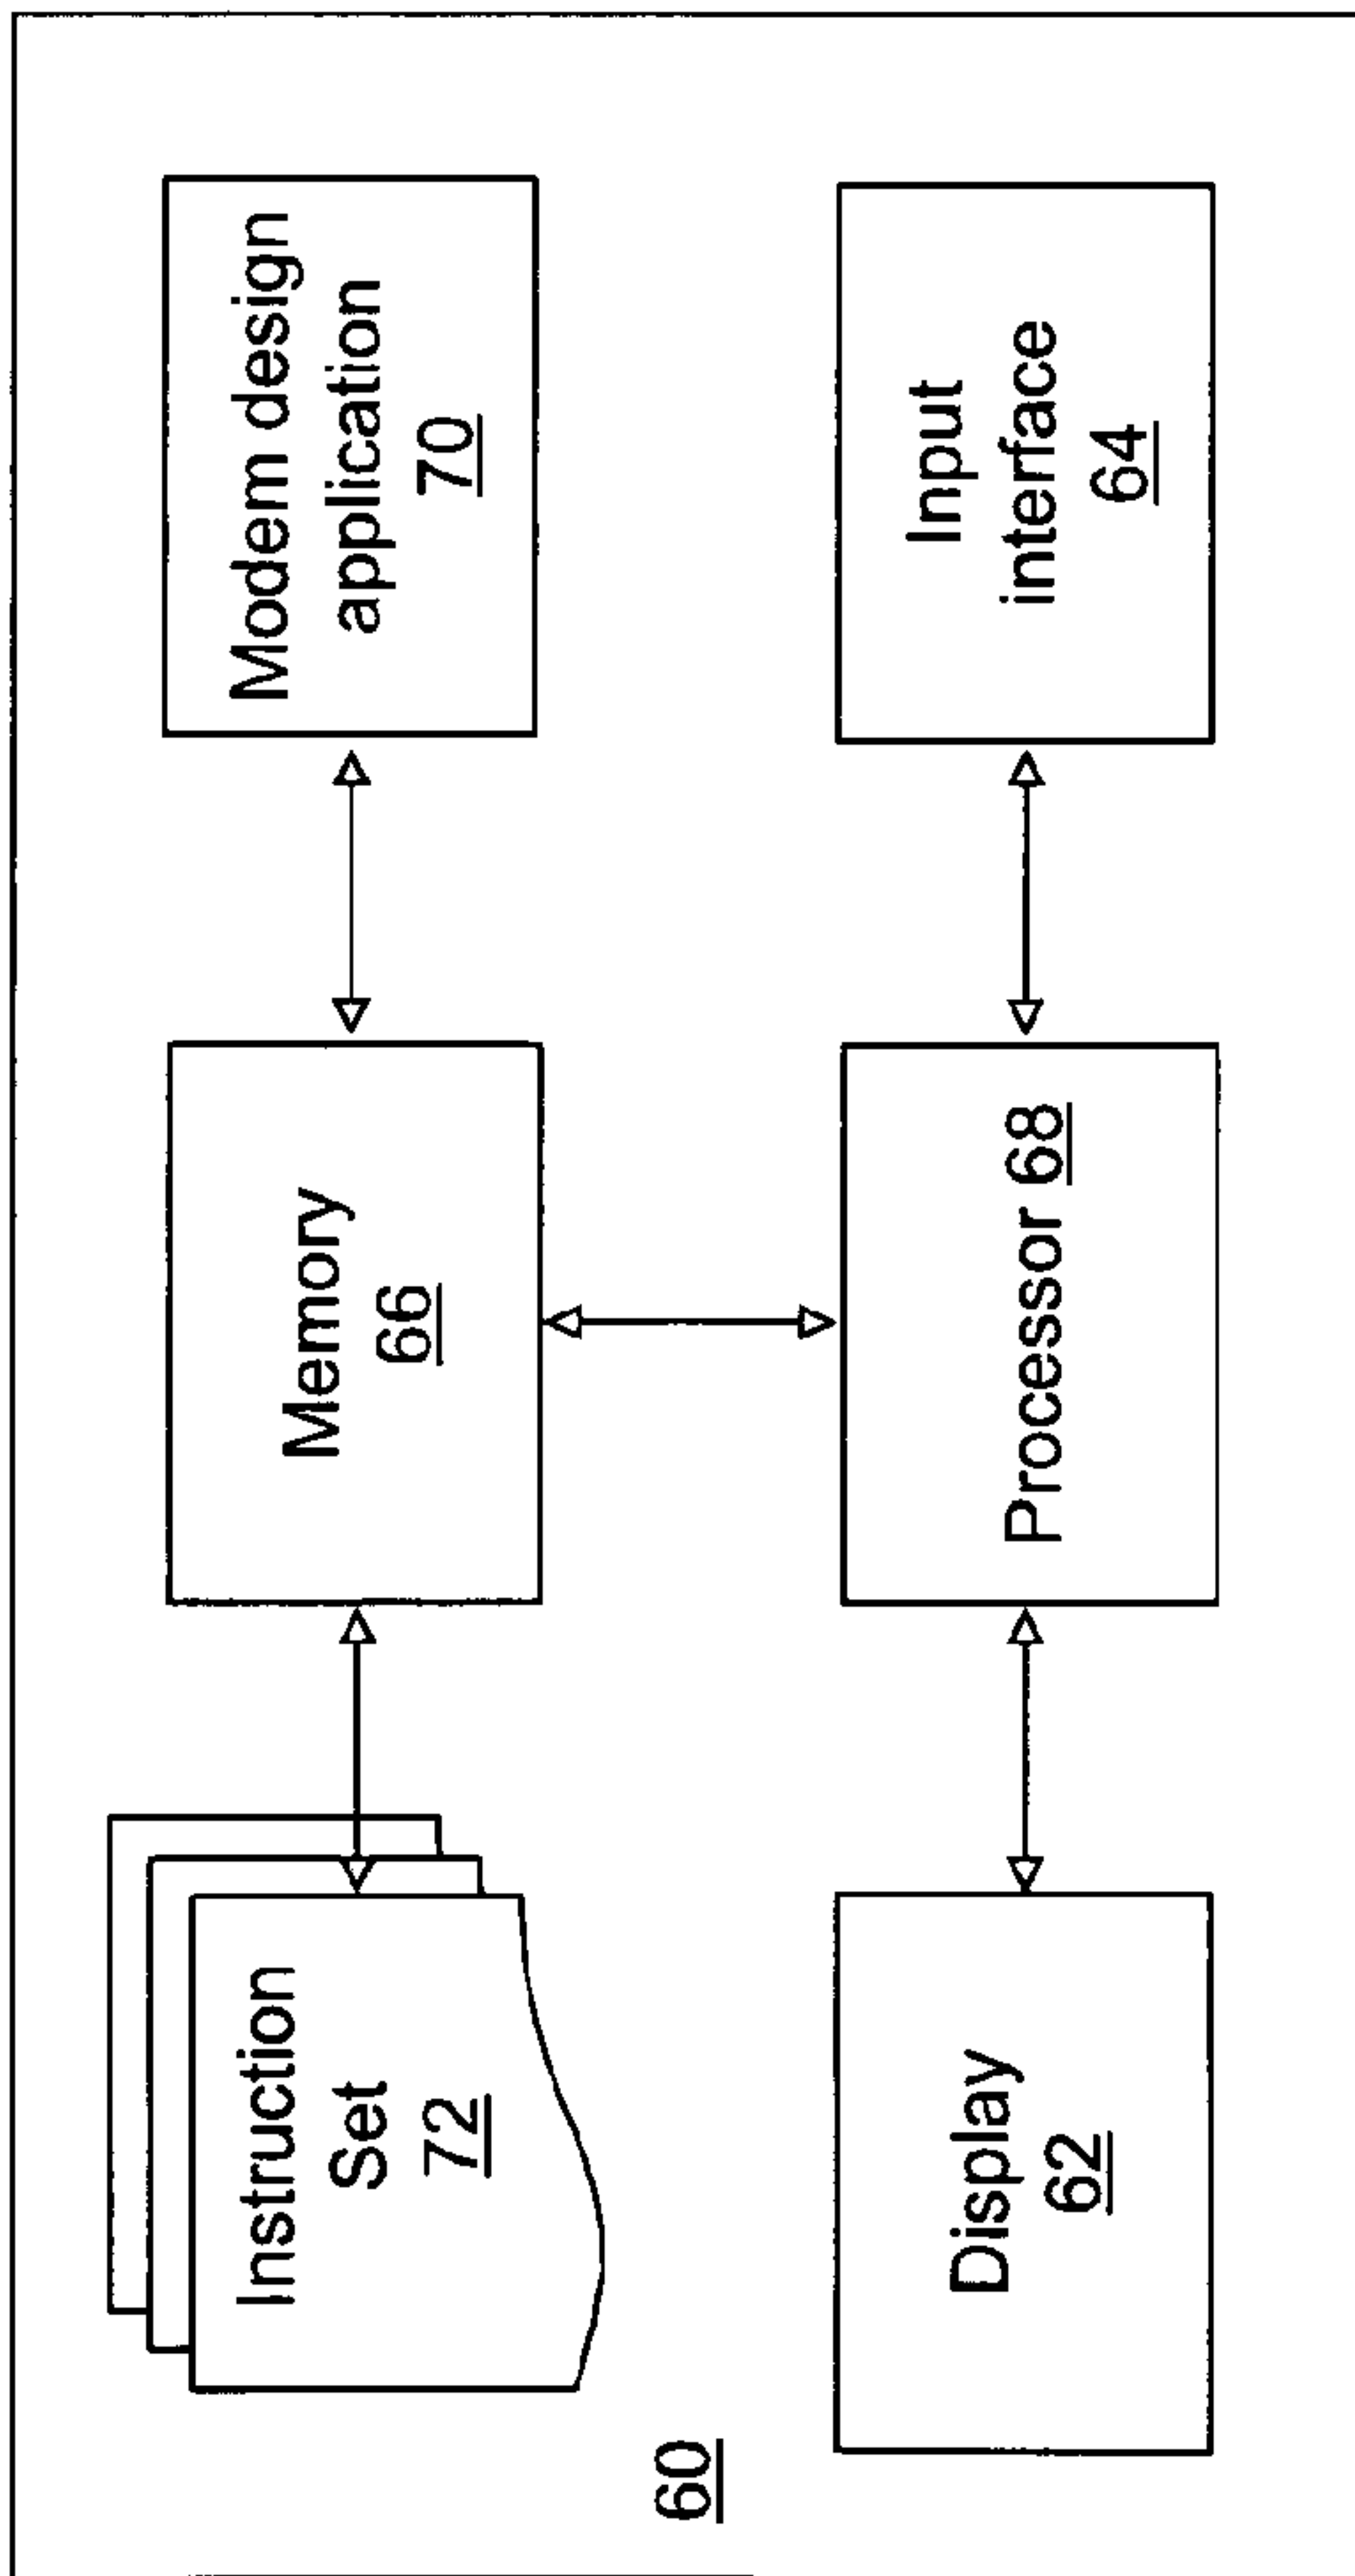 Instruction
Set
72
Memory
66
Modem design
application
70
60
Display
62
Processor 68
Input
interface
64